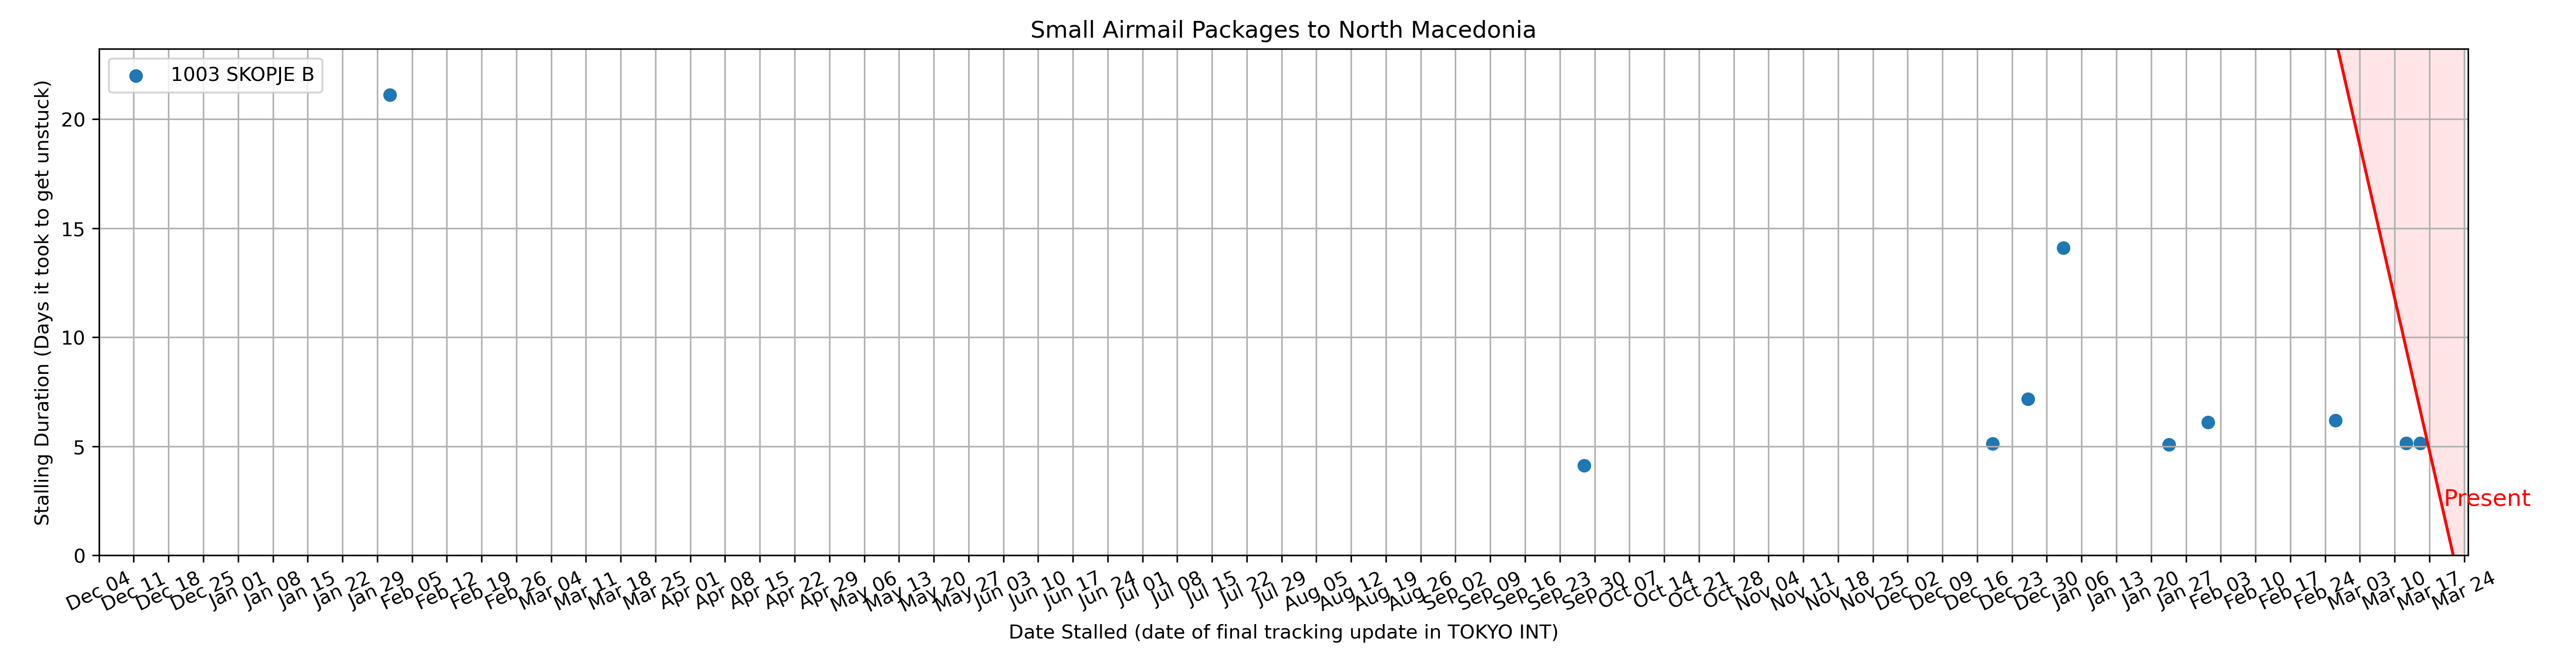 Small Airmail Packages to North Macedonia
1003 SKOPJE B
Stalling Duration (Days it took to get unstuck)
20
15
10
5
0
Present
Dec 04
Dec 11
Dec 18
Dec 25
Jan 01
Jan 08
Jan 15
Jan 22
Jan 29
Feb 05
Feb 12
Feb 19
Feb 26
Mar 04
Mar 11
Mar 18
Mar 25
Apr 01
Apr 08
Apr 15
Apr 22
Apr 29
May 06
May 13
May 20
May 27
Jun 03
Jun 10
Jun 17
Jun 24
Jul 01
Jul 08
Jul 15
Jul 22
Jul 29
Aug 05
Aug 12
Aug 19
Aug 26
Sep 02
Sep 09
Sep 16
Sep 23
Sep 30
Oct 07
Oct 14
Oct 21
Oct 28
Nov 04
Nov 11
Nov 18
Nov 25
Dec 02
Dec 09
Dec 16
Dec 23
Dec 30
Jan 06
Jan 13
Jan 20
Jan 27
Feb 03
Feb 10
Feb 17
Feb 24
Mar 03
Mar 10
Mar 17
Mar 24
Date Stalled (date of final tracking update in TOKYO INT)